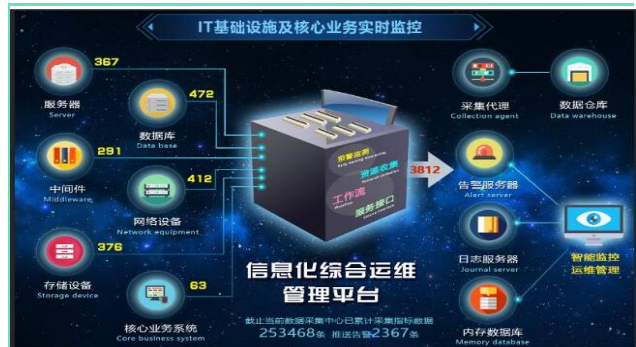 IT基础设施及核心业务实时监控
367
服务器
Server
472
数据库
Data base
291
中间件
Middleware
412
网络设备
Network equipment
376
存储设备
Storage device
63
核心业务系统
Core business system
预警监测
资源收集
工作流
服务接口
3812
信息化综合运维
管理平台
截止当前数据采集中心已累计采集指标数据
253468条 推送告警2367条
采集代理
Collection agent
数据仓库
Data warehouse
告警服务器
Alert server
日志服务器
Journal server
内存数据库
Memory database
智能监控
运维管理